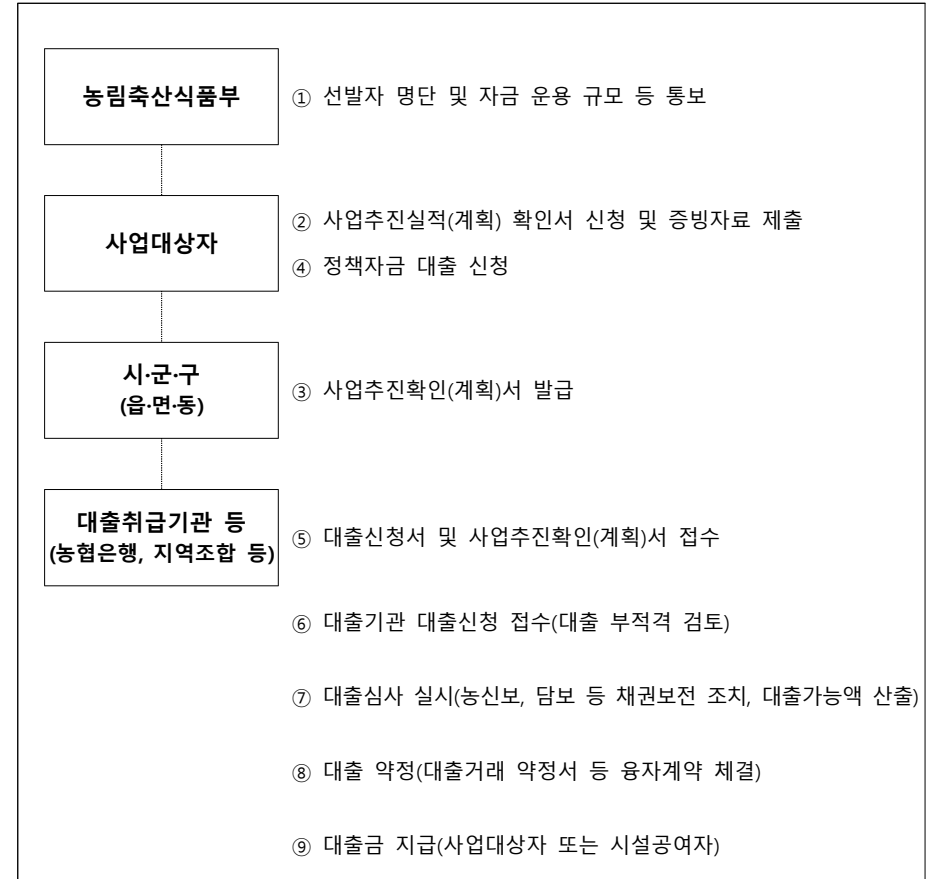 농림축산식품부
① 선발자 명단 및 자금 운용 규모 등 통보
사업대상자
② 사업추진실적(계획) 확인서 신청 및 증빙자료 제출
④ 정책자금 대출 신청
시·군·구
(읍·면·동)
③ 사업추진확인(계획)서 발급
대출취급기관 등
(농협은행, 지역조합 등)
⑤ 대출신청서 및 사업추진확인(계획)서 접수
⑥ 대출기관 대출신청 접수(대출 부적격 검토)
⑦ 대출심사 실시(농신보, 담보 등 채권보전 조치, 대출가능액 산출)
⑧ 대출 약정(대출거래 약정서 등 융자계약 체결)
⑨ 대출금 지급(사업대상자 또는 시설공여자)